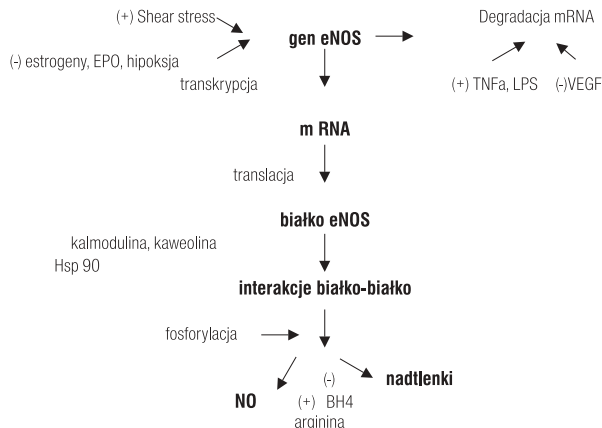 (+) Shear stress
Degradacja mRNA
gen eNOS
(-) estrogeny, EPO, hipoksja
transkrypcja
(+) TNFa, LPS (-)VEGF
m RNA
translacja
białko eNOS
kalmodulina, kaweolina
Hsp 90
interakcje białko-białko
fosforylacja
(-)
nadtlenki
NO
(+) BH4
arginina